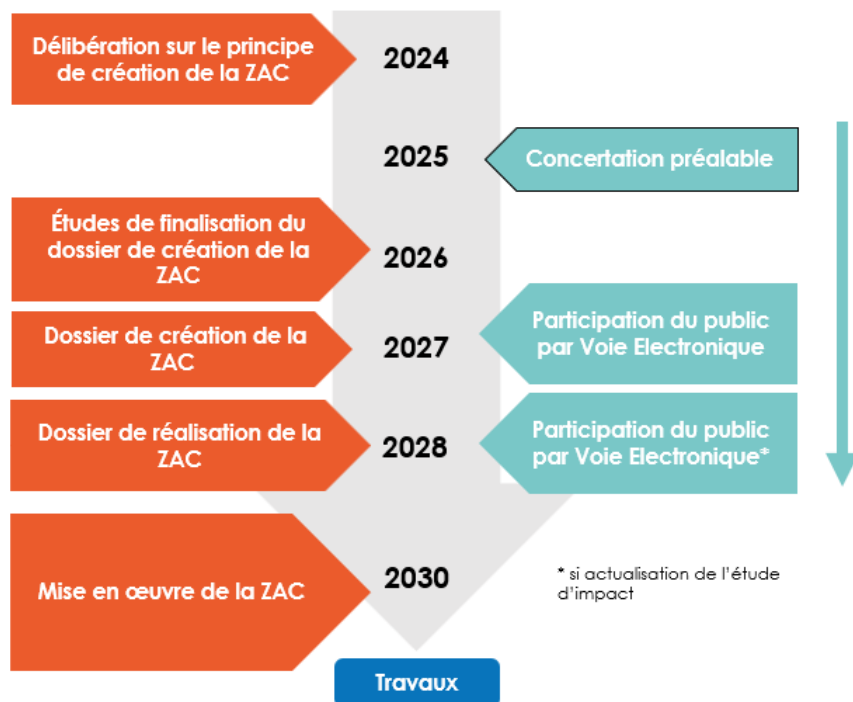 Délibération sur le principe
de création de la ZAC
2024
2025
Concertation préalable
Études de finalisation du
dossier de création de la
ZAC
2026
Dossier de création de la
ZAC
2027
Participation du public
par Voie Electronique
Dossier de réalisation de la
ZAC
2028
Participation du public
par Voie Electronique*
Mise en œuvre de la ZAC
2030
* si actualisation de l'étude
d'impact
Travaux